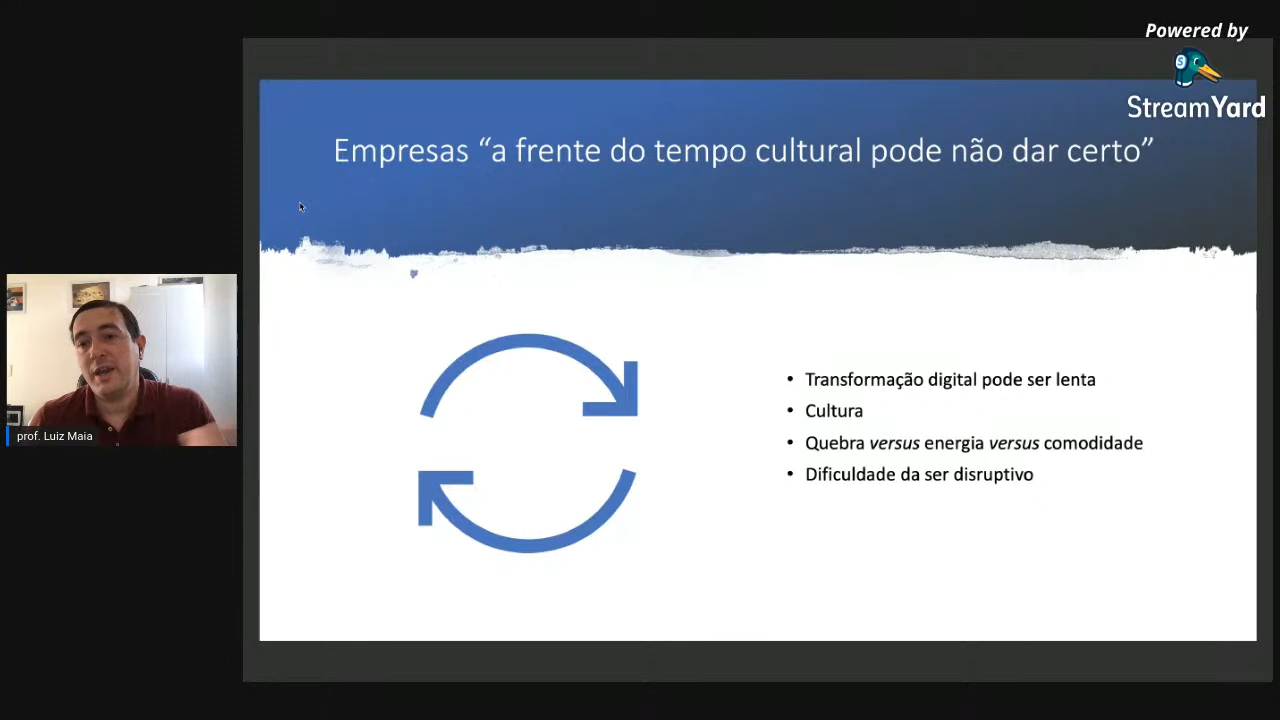 Powered by
StreamYard
Empresas “a frente do tempo cultural pode não dar certo”
• Transformação digital pode ser lenta
• Cultura
• Quebra versus energia versus comodidade
• Dificuldade da ser disruptivo
prof. Luiz Maia